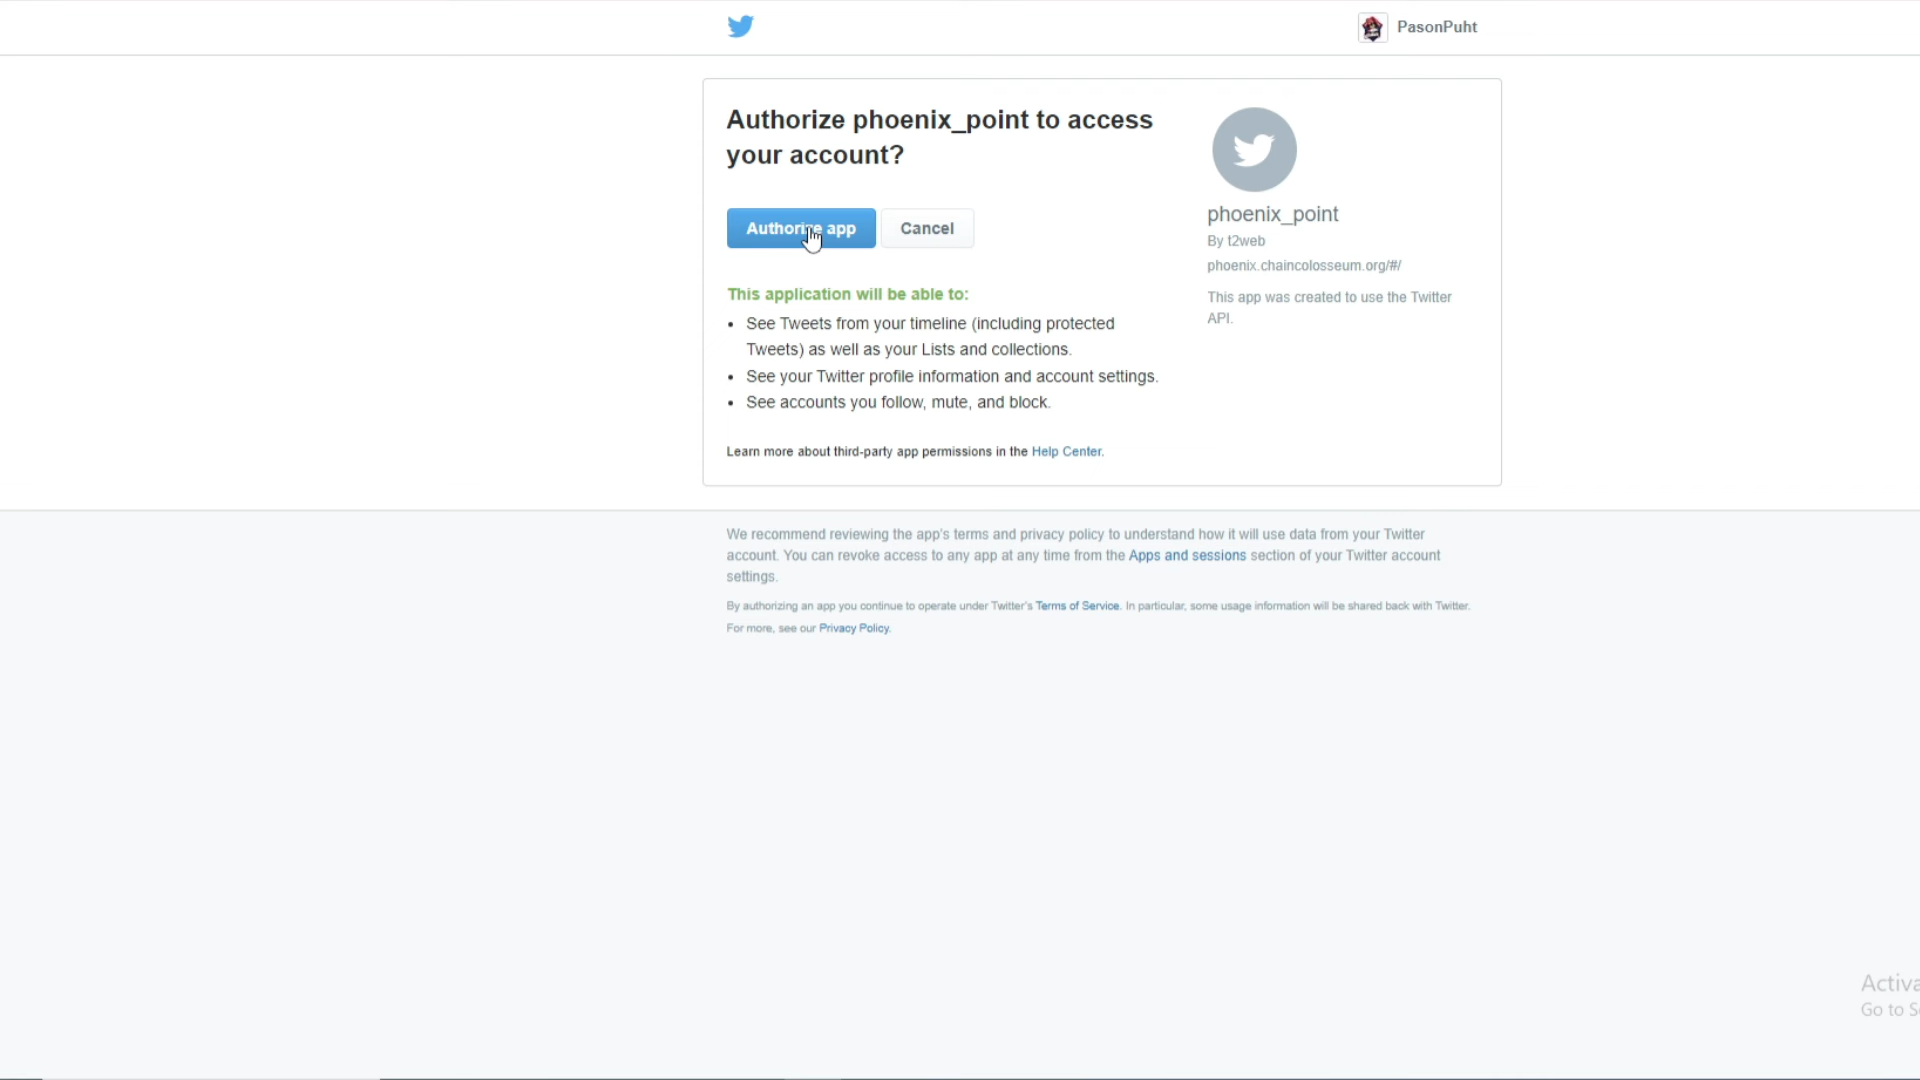 PasonPuht
Authorize phoenix_point to access
your account?
Authorize app
Cancel
This application will be able to:
• See Tweets from your timeline (including protected
Tweets) as well as your Lists and collections.
• See your Twitter profile information and account settings.
• See accounts you follow, mute, and block.
Learn more about third-party app permissions in the Help Center.
phoenix_point
By t2web
phoenix.chaincolosseum.org/#/
This app was created to use the Twitter
API.
We recommend reviewing the app's terms and privacy policy to understand how it will use data from your Twitter
account. You can revoke access to any app at any time from the Apps and sessions section of your Twitter account
settings.
By authorizing an app you continue to operate under Twitter's Terms of Service. In particular, some usage information will be shared back with Twitter.
For more, see our Privacy Policy.
Activa
Go to S